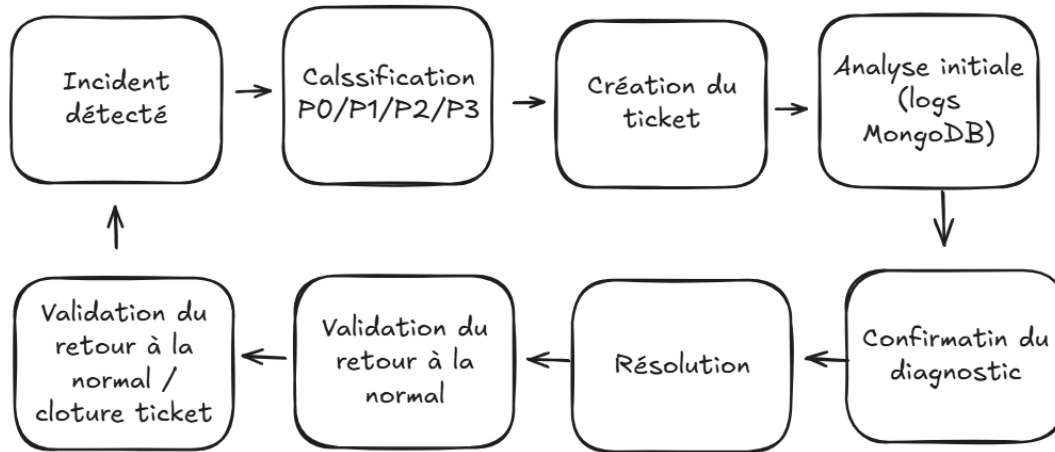 Incident
détecté
Calssification
P0/P1/P2/P3
Création du
ticket
Analyse initiale
(logs
MongoDB)
Validation du
retour à la
normal /
cloture ticket
Validation du
retour à la
normal
Résolution
Confirmatin du
diagnostic